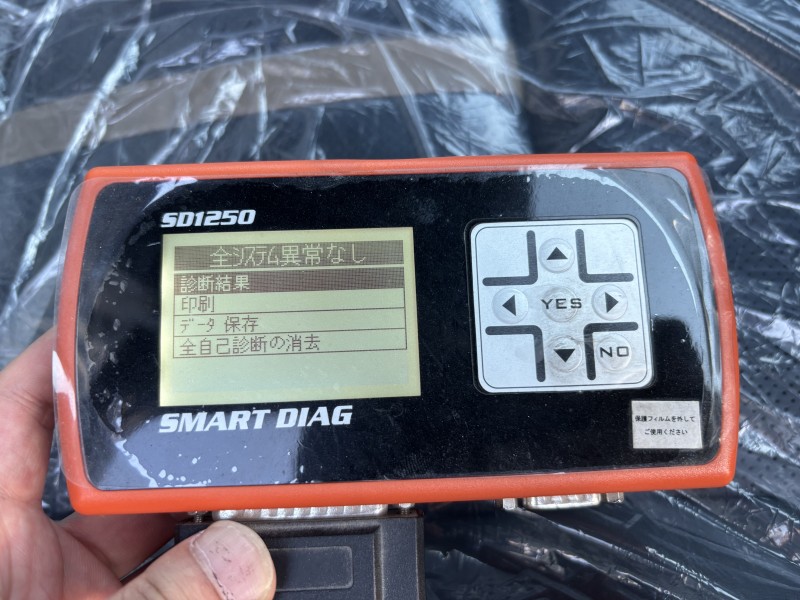 SD1250
全システム異常なし
診断結果
印刷
データ 保存
全自己診断の消去
YES
NO
SMART DIAG
保護フィルムを外して
ご使用ください